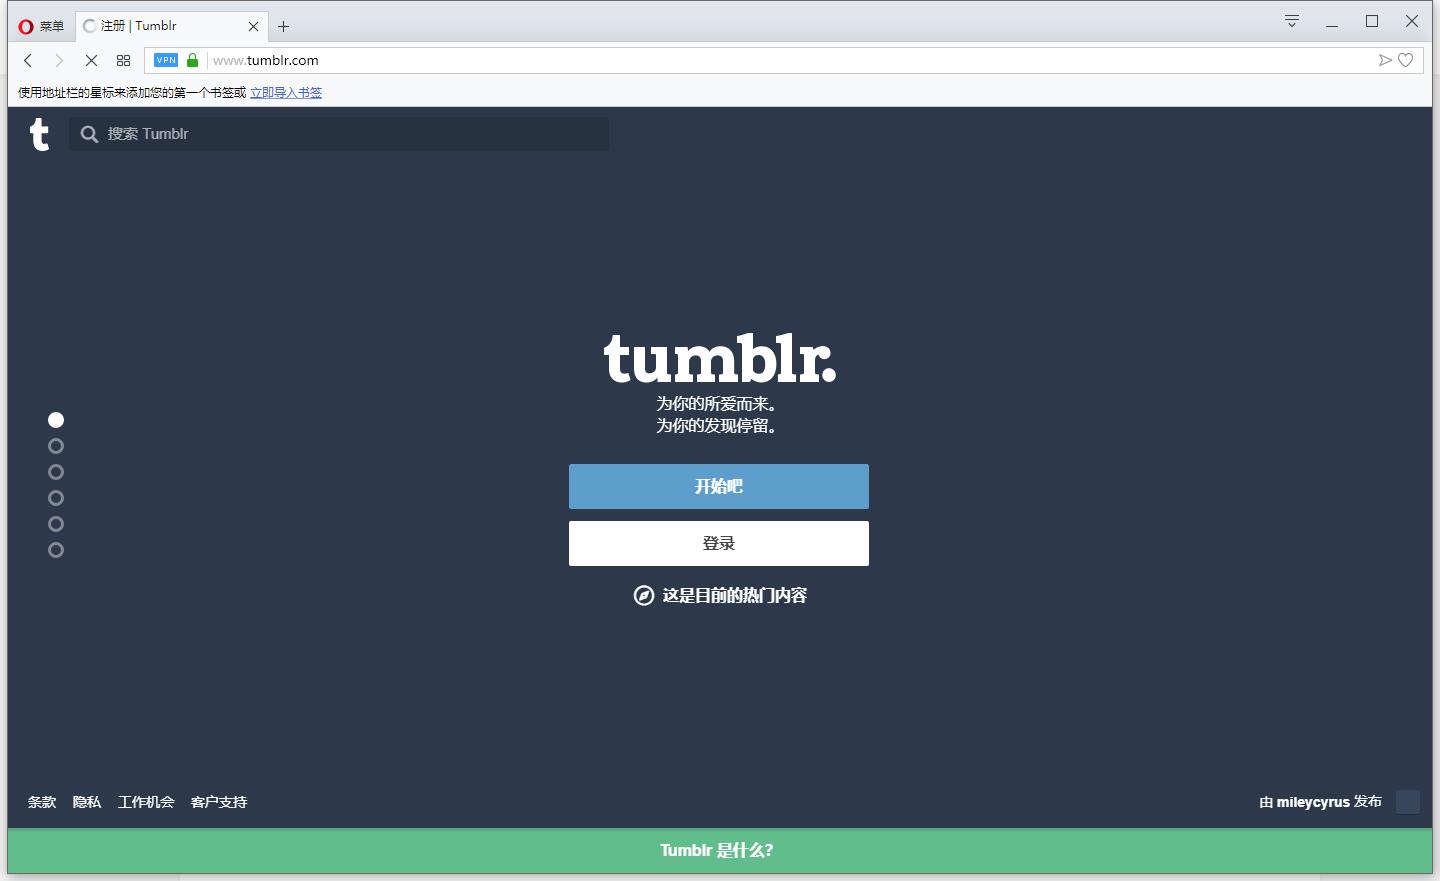 菜单
注册 | Tumblr
VPN
www.tumblr.com
使用地址栏的星标来添加您的第一个书签或 立即导入书签
t
搜索 Tumblr
tumblr.
为你的所爱而来。
为你的发现停留。
开始吧
登录
这是目前的热门内容
条款 隐私 工作机会 客户支持
由 mileycyrus 发布
Tumblr 是什么?